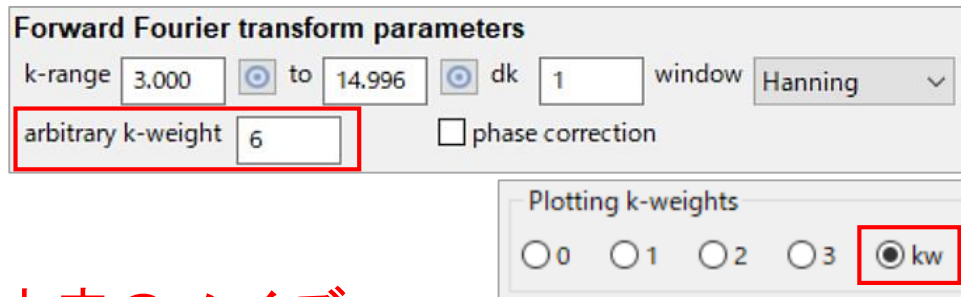 Forward Fourier transform parameters
k-range 3.000 to 14.996 dk 1 window Hanning
arbitrary k-weight 6 phase correction
Plotting k-weights
0 1 2 3 kw